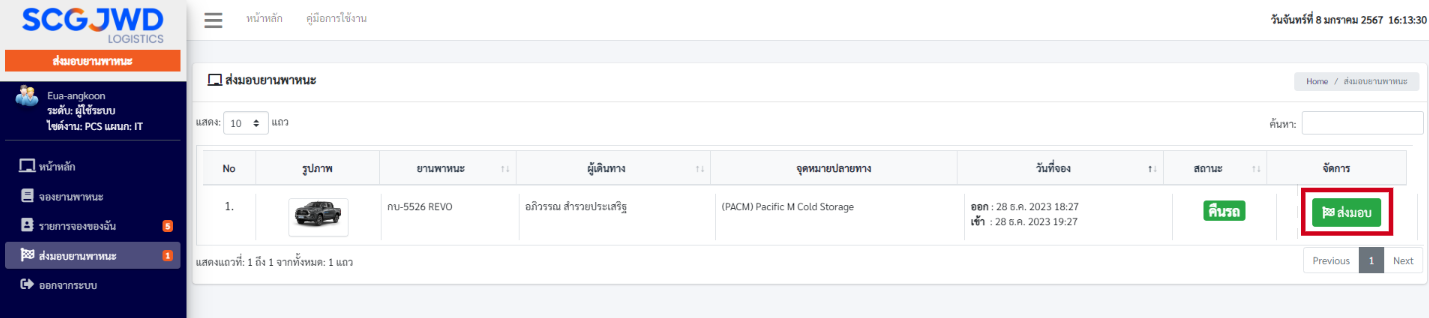 SCGJWD
LOGISTICS
ส่งมอบยานพาหนะ
Eua-angkoon
ระดับ: ผู้ใช้ระบบ
ไซต์งาน: PCS แผนก: IT
หน้าหลัก
จองยานพาหนะ
รายการจองของฉัน 5
ส่งมอบยานพาหนะ 1
ออกจากระบบ
หน้าหลัก คู่มือการใช้งาน
วันจันทร์ที่ 8 มกราคม 2567 16:13:30
ส่งมอบยานพาหนะ
Home / ส่งมอบยานพาหนะ
แสดง: 10 แถว
ค้นหา:
No รูปภาพ ยานพาหนะ ผู้เดินทาง จุดหมายปลายทาง วันที่จอง สถานะ จัดการ
1. กบ-5526 REVO อภิวรรณ สำรวยประเสริฐ (PACM) Pacific M Cold Storage ออก : 28 ธ.ค. 2023 18:27
เข้า : 28 ธ.ค. 2023 19:27
คืนรถ
ส่งมอบ
แสดงแถวที่: 1 ถึง 1 จากทั้งหมด: 1 แถว
Previous 1 Next